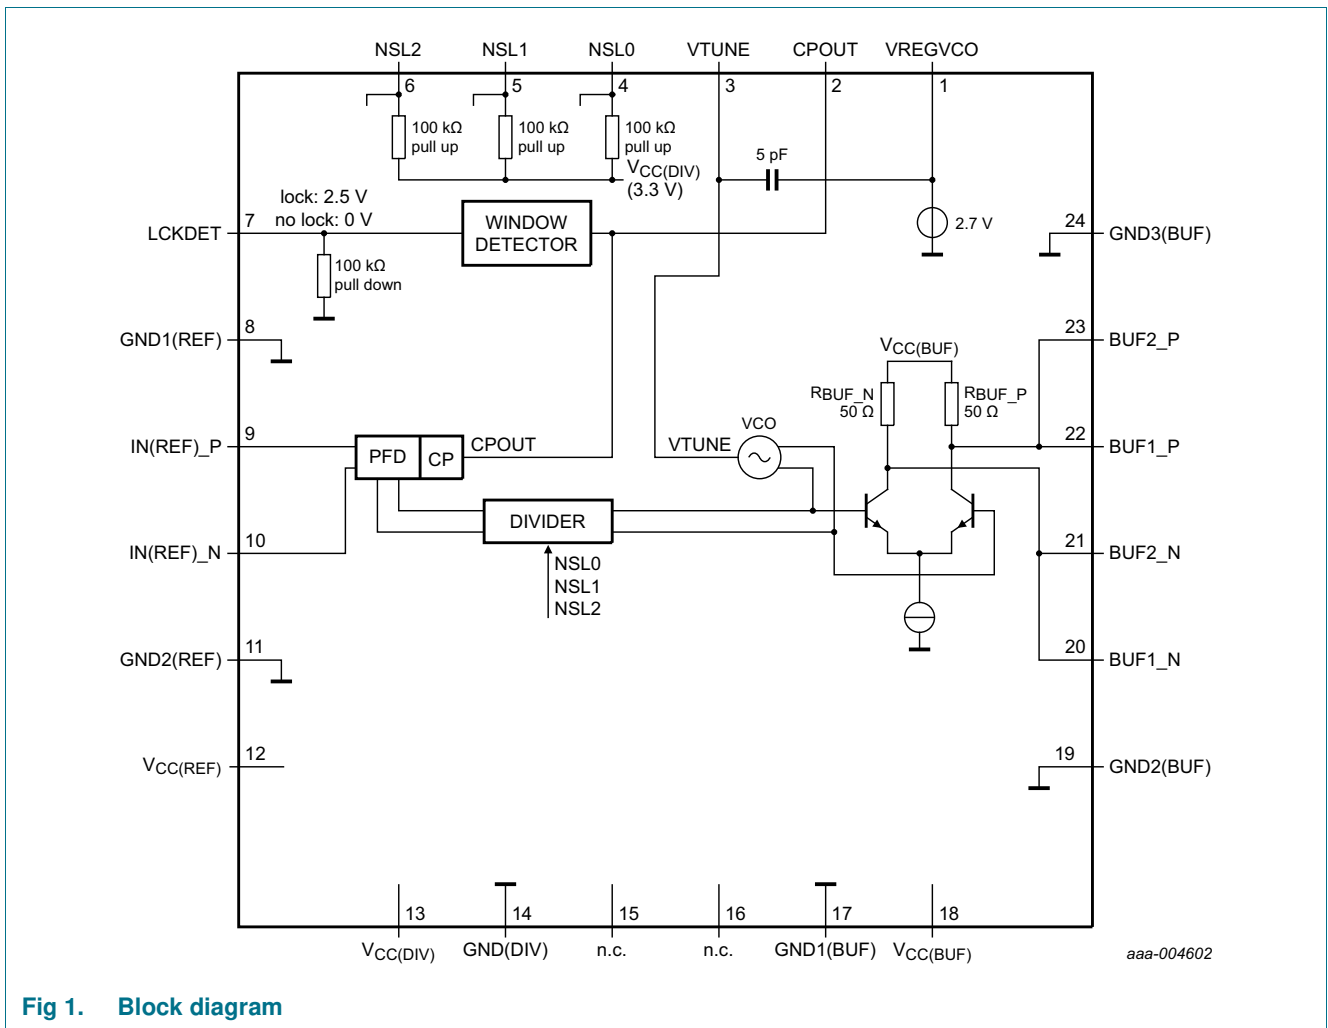 NSL2
NSL1
NSL0
VTUNE
CPOUT
VREGVCO
6
5
4
3
2
1
100 kΩ
pull up
100 kΩ
pull up
100 kΩ
pull up
VCC(DIV)
(3.3 V)
5 pF
2.7 V
lock: 2.5 V
no lock: 0 V
7
LCKDET
WINDOW
DETECTOR
100 kΩ
pull down
24
GND3(BUF)
8
GND1(REF)
23
BUF2_P
VCC(BUF)
RBUF_N
50 Ω
RBUF_P
50 Ω
9
IN(REF)_P
PFD
CP
CPOUT
VTUNE
VCO
22
BUF1_P
DIVIDER
10
IN(REF)_N
NSL0
NSL1
NSL2
21
BUF2_N
11
GND2(REF)
20
BUF1_N
12
VCC(REF)
19
GND2(BUF)
13
14
15
16
17
18
VCC(DIV)
GND(DIV)
n.c.
n.c.
GND1(BUF)
VCC(BUF)
aaa-004602
Fig 1. Block diagram